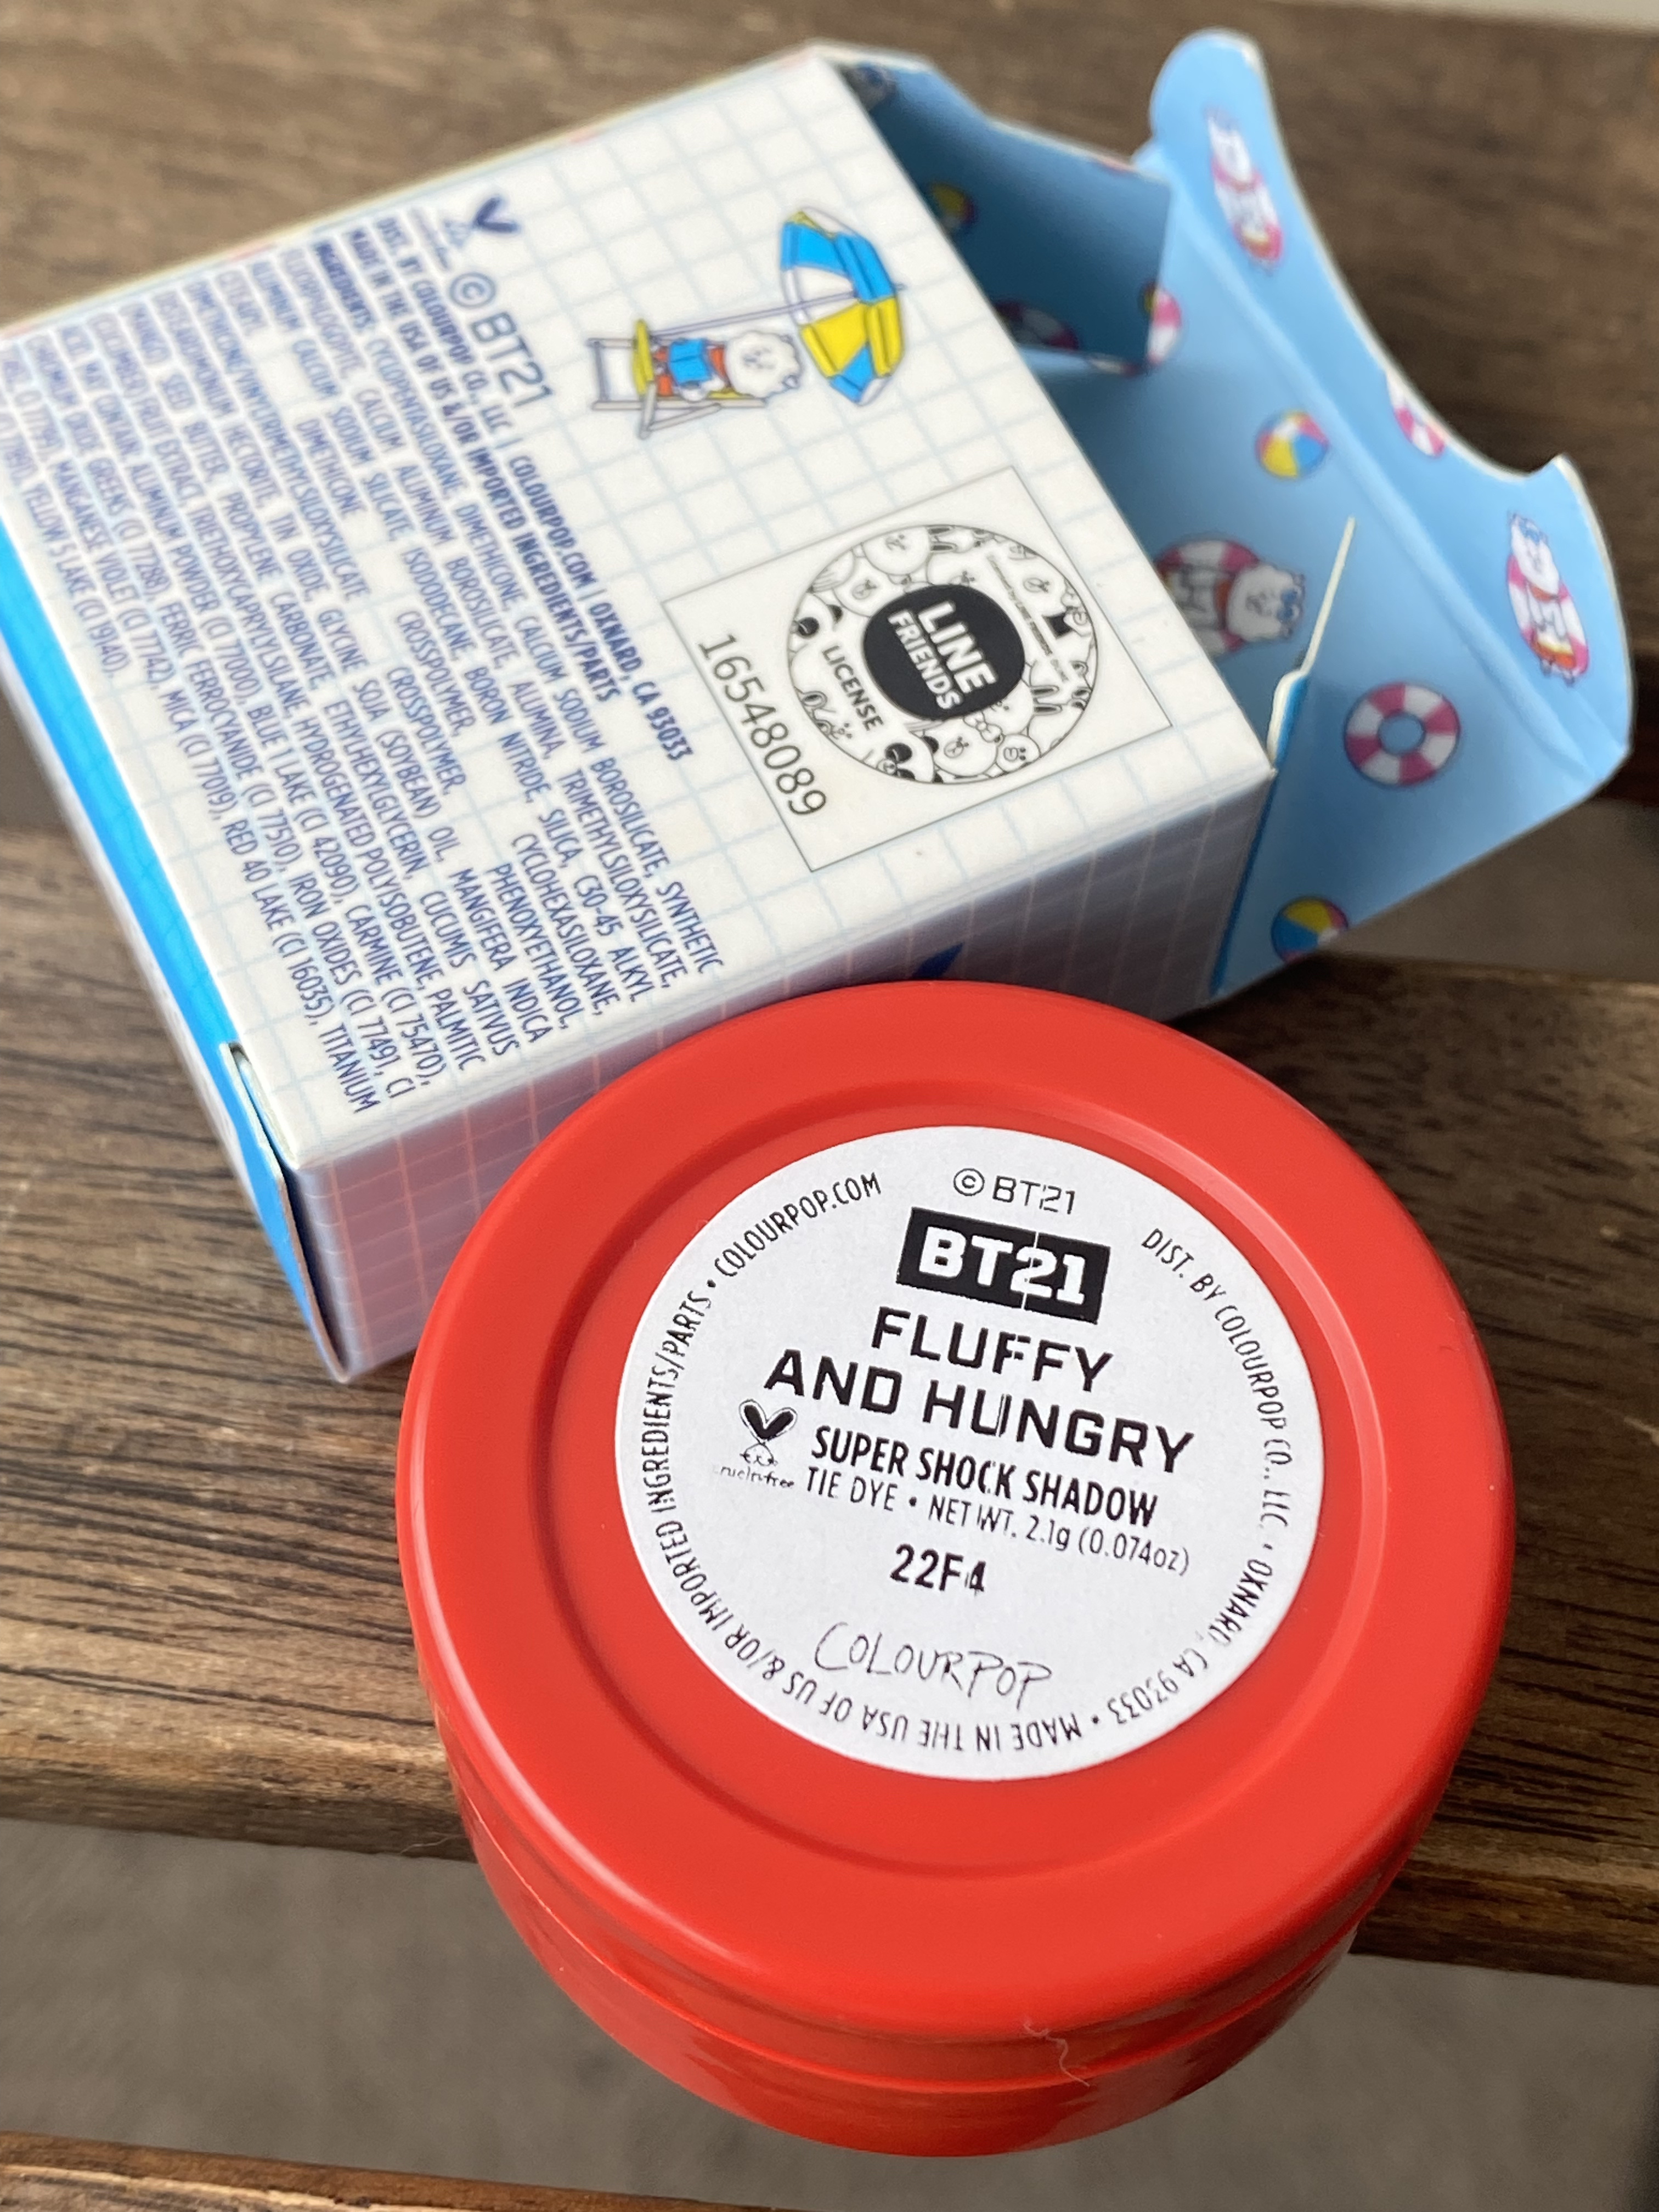 © BT21
DIST. BY COLOURPOP CO., LLC | COLOURPOP.COM | OXNARD, CA 93033
MADE IN THE USA OF US &/OR IMPORTED INGREDIENTS/PARTS
INGREDIENTS: CYCLOPENTASILOXANE, DIMETHICONE, CALCIUM SODIUM BOROSILICATE, SYNTHETIC
FLUORPHLOGOPITE, CALCIUM ALUMINUM BOROSILICATE, ALUMINA, TRIMETHYLSILOXYSILICATE,
ALUMINUM CALCIUM SODIUM SILICATE, ISODODECANE, BORON NITRIDE, SILICA, C30-45 ALKYL
CETEARYL DIMETHICONE CROSSPOLYMER, CYCLOHEXASILOXANE,
CROSSPOLYMER, PHENOXYETHANOL,
GLYCINE SOJA (SOYBEAN) OIL, MANGIFERA INDICA
(MANGO) SEED BUTTER, PROPYLENE CARBONATE, ETHYLHEXYLGLYCERIN, CUCUMIS SATIVUS
(CUCUMBER) FRUIT EXTRACT, TRIETHOXYCAPRYLYLSILANE, HYDROGENATED POLYISOBUTENE, PALMITIC
ACID, MAY CONTAIN: ALUMINUM POWDER (CI 77000), BLUE 1 LAKE (CI 42090), CARMINE (CI 75470),
CHROMIUM OXIDE GREENS (CI 77288), FERRIC FERROCYANIDE (CI 77510), IRON OXIDES (CI 77491, CI
MANGANESE VIOLET (CI 77742), MICA (CI 77019), RED 40 LAKE (CI 16035), TITANIUM
YELLOW 5 LAKE (CI 19140).
LINE
FRIENDS
LICENSE
16548089
© BT21
BT21
FLUFFY
AND HUNGRY
cruelty-free
SUPER SHOCK SHADOW
TIE DYE • NET WT. 2.1g (0.074oz)
22F4
COLOURPOP
DIST. BY COLOURPOP CO., LLC. • OXNARD, CA 93033 • MADE IN THE USA OF US &/OR IMPORTED INGREDIENTS/PARTS • COLOURPOP.COM